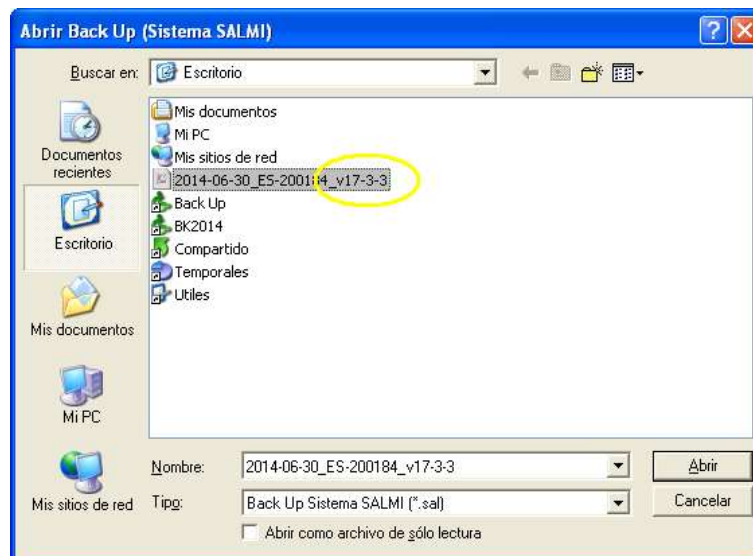 Abrir Back Up (Sistema SALMI)
Buscar en: Escritorio
Documentos recientes
Escritorio
Mis documentos
Mi PC
Mis sitios de red
Mis documentos
Mi PC
Mis sitios de red
2014-06-30_ES-200184_v17-3-3
Back Up
BK2014
Compartido
Temporales
Utiles
Nombre: 2014-06-30_ES-200184_v17-3-3
Abrir
Tipo: Back Up Sistema SALMI (*.sal)
Cancelar
Abrir como archivo de sólo lectura